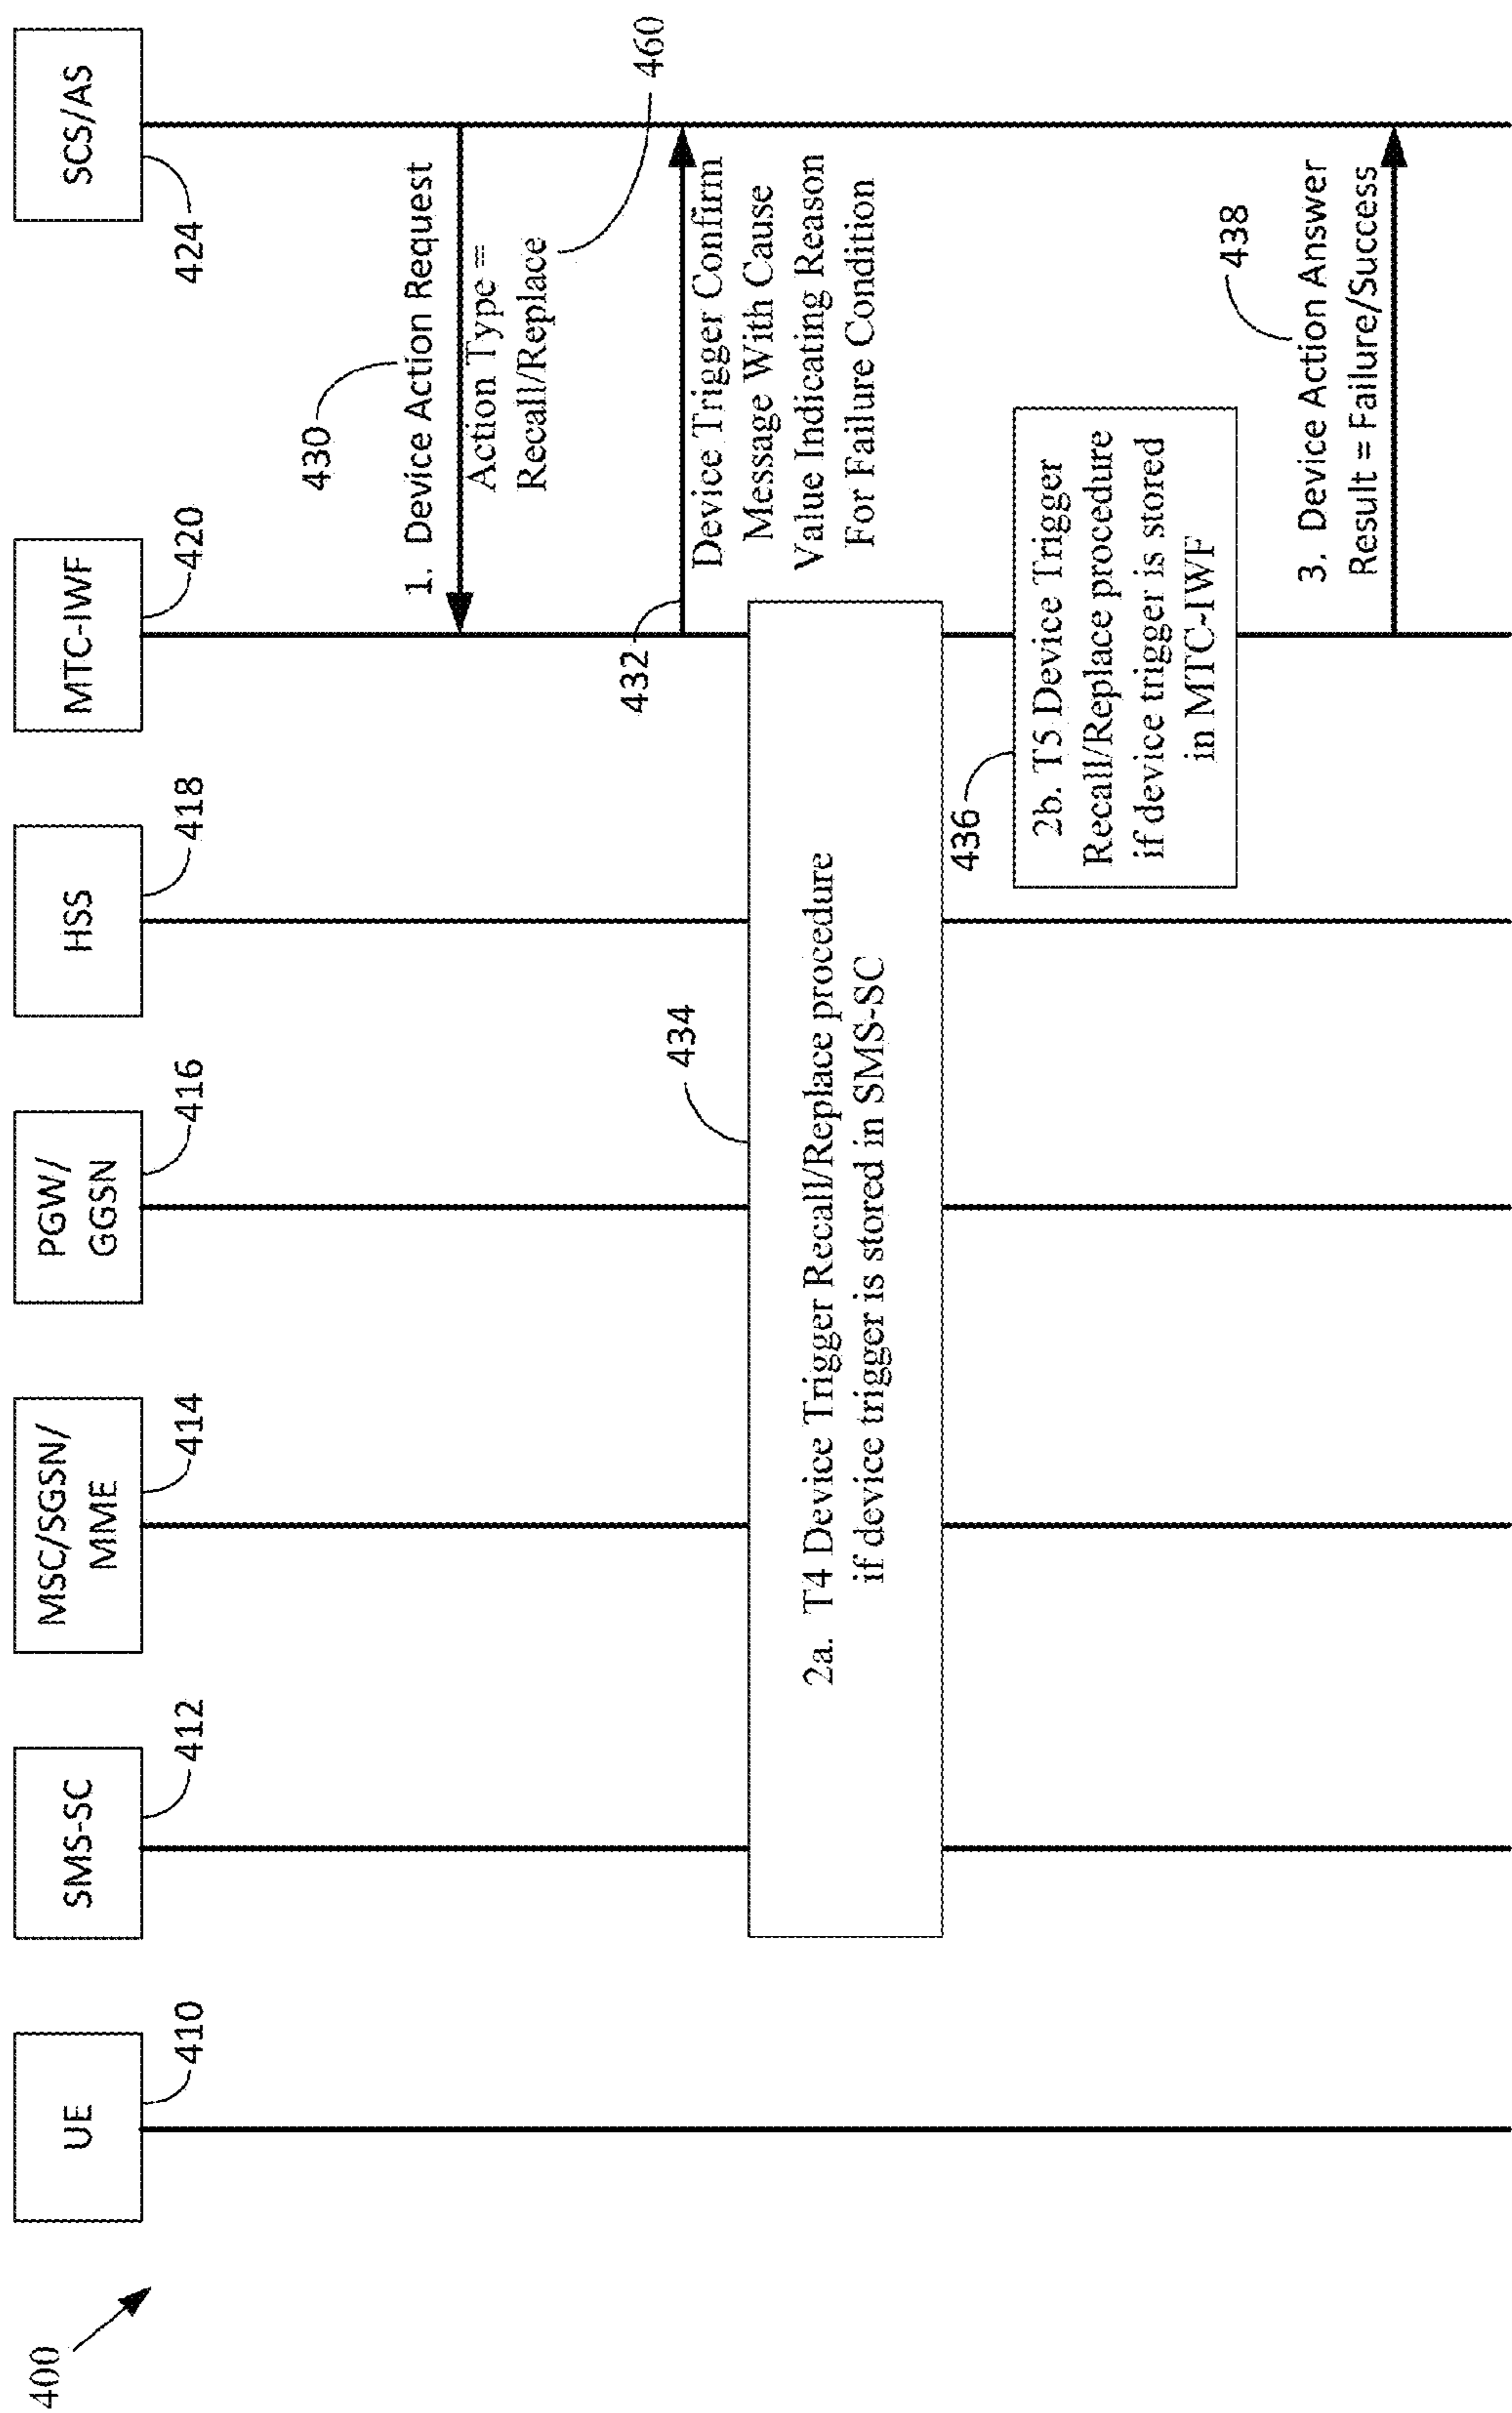 400
UE
410
SMS-SC
412
MSC/SGSN/
MME
414
PGW/
GGSN
416
HSS
418
MTC-IWF
420
SCS/AS
424
430
1. Device Action Request
Action Type =
Recall/Replace
460
432
Device Trigger Confirm
Message With Cause
Value Indicating Reason
For Failure Condition
434
2a. T4 Device Trigger Recall/Replace procedure
if device trigger is stored in SMS-SC
436
2b. T5 Device Trigger
Recall/Replace procedure
if device trigger is stored
in MTC-IWF
438
3. Device Action Answer
Result = Failure/Success